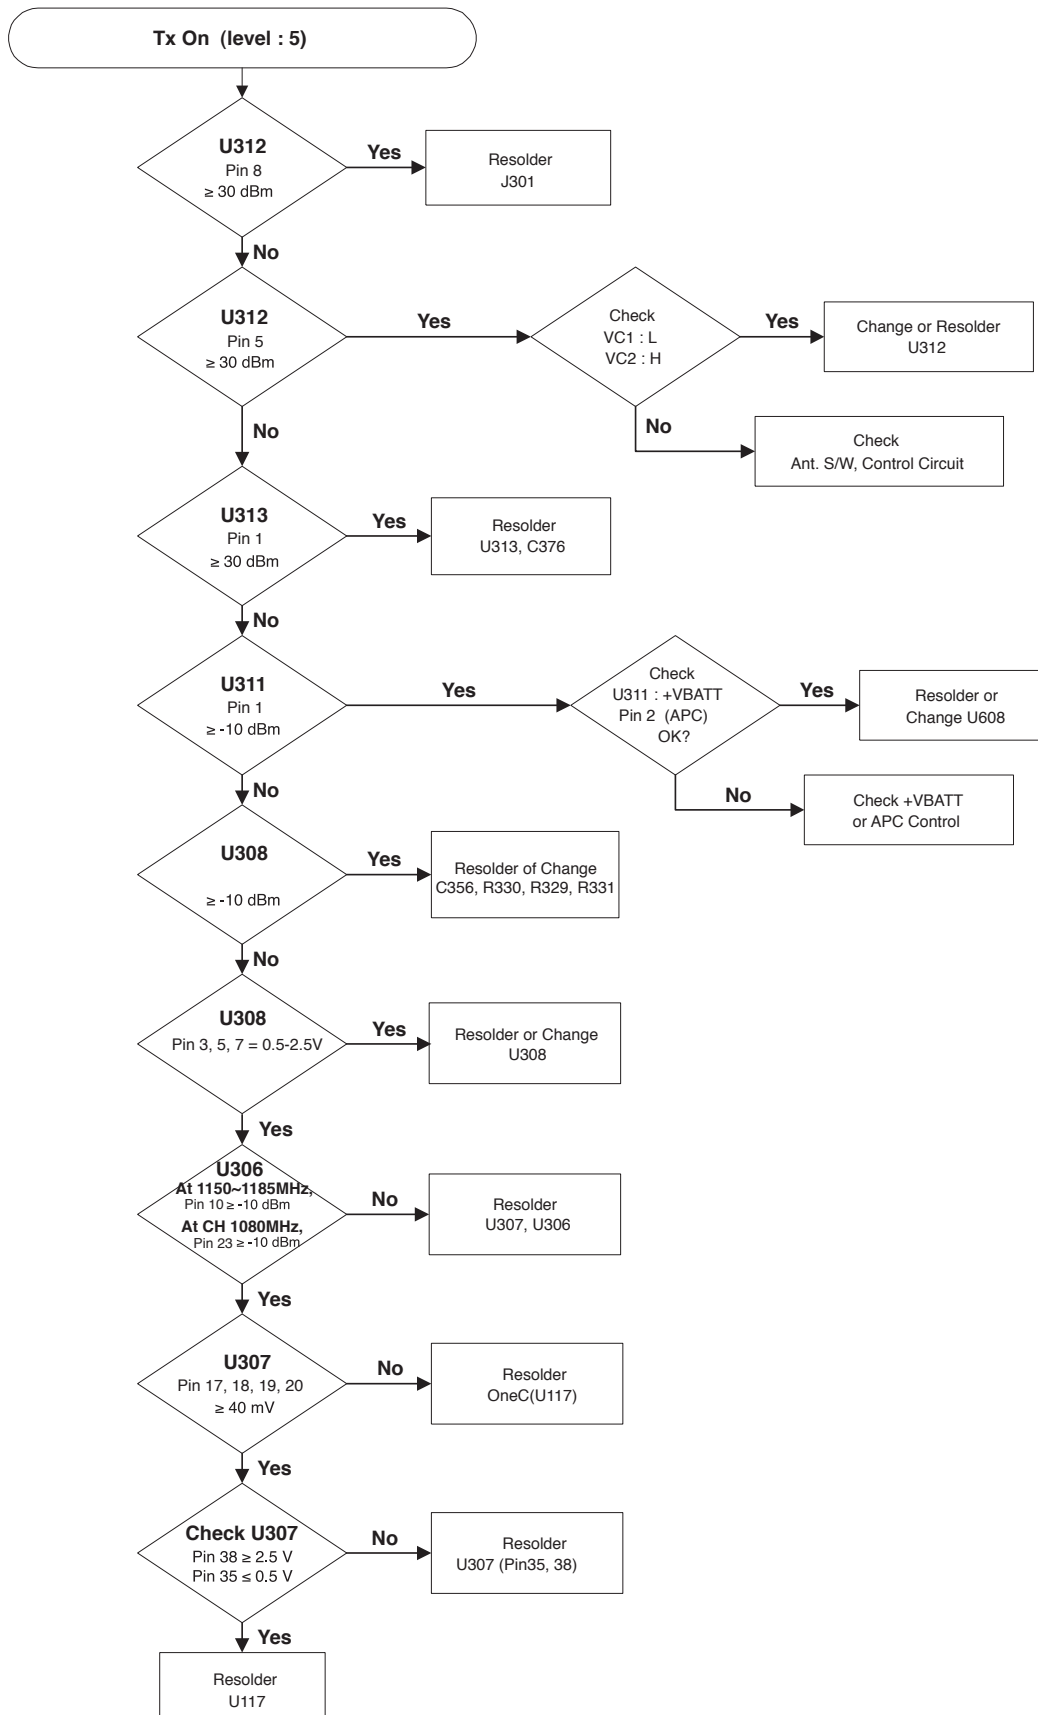 Tx On (level : 5)
U312
Pin 8
≥ 30 dBm
Yes
Resolder
J301
No
U312
Pin 5
≥ 30 dBm
Yes
Check
VC1 : L
VC2 : H
Yes
Change or Resolder
U312
No
Check
Ant. S/W, Control Circuit
No
U313
Pin 1
≥ 30 dBm
Yes
Resolder
U313, C376
No
U311
Pin 1
≥ -10 dBm
Yes
Check
U311 : +VBATT
Pin 2 (APC)
OK?
Yes
Resolder or
Change U608
No
Check +VBATT
or APC Control
No
U308
≥ -10 dBm
Yes
Resolder of Change
C356, R330, R329, R331
No
U308
Pin 3, 5, 7 = 0.5-2.5V
Yes
Resolder or Change
U308
Yes
U306
At 1150~1185MHz,
Pin 10 ≥ -10 dBm
At CH 1080MHz,
Pin 23 ≥ -10 dBm
No
Resolder
U307, U306
Yes
U307
Pin 17, 18, 19, 20
≥ 40 mV
No
Resolder
OneC(U117)
Yes
Check U307
Pin 38 ≥ 2.5 V
Pin 35 ≤ 0.5 V
No
Resolder
U307 (Pin35, 38)
Yes
Resolder
U117